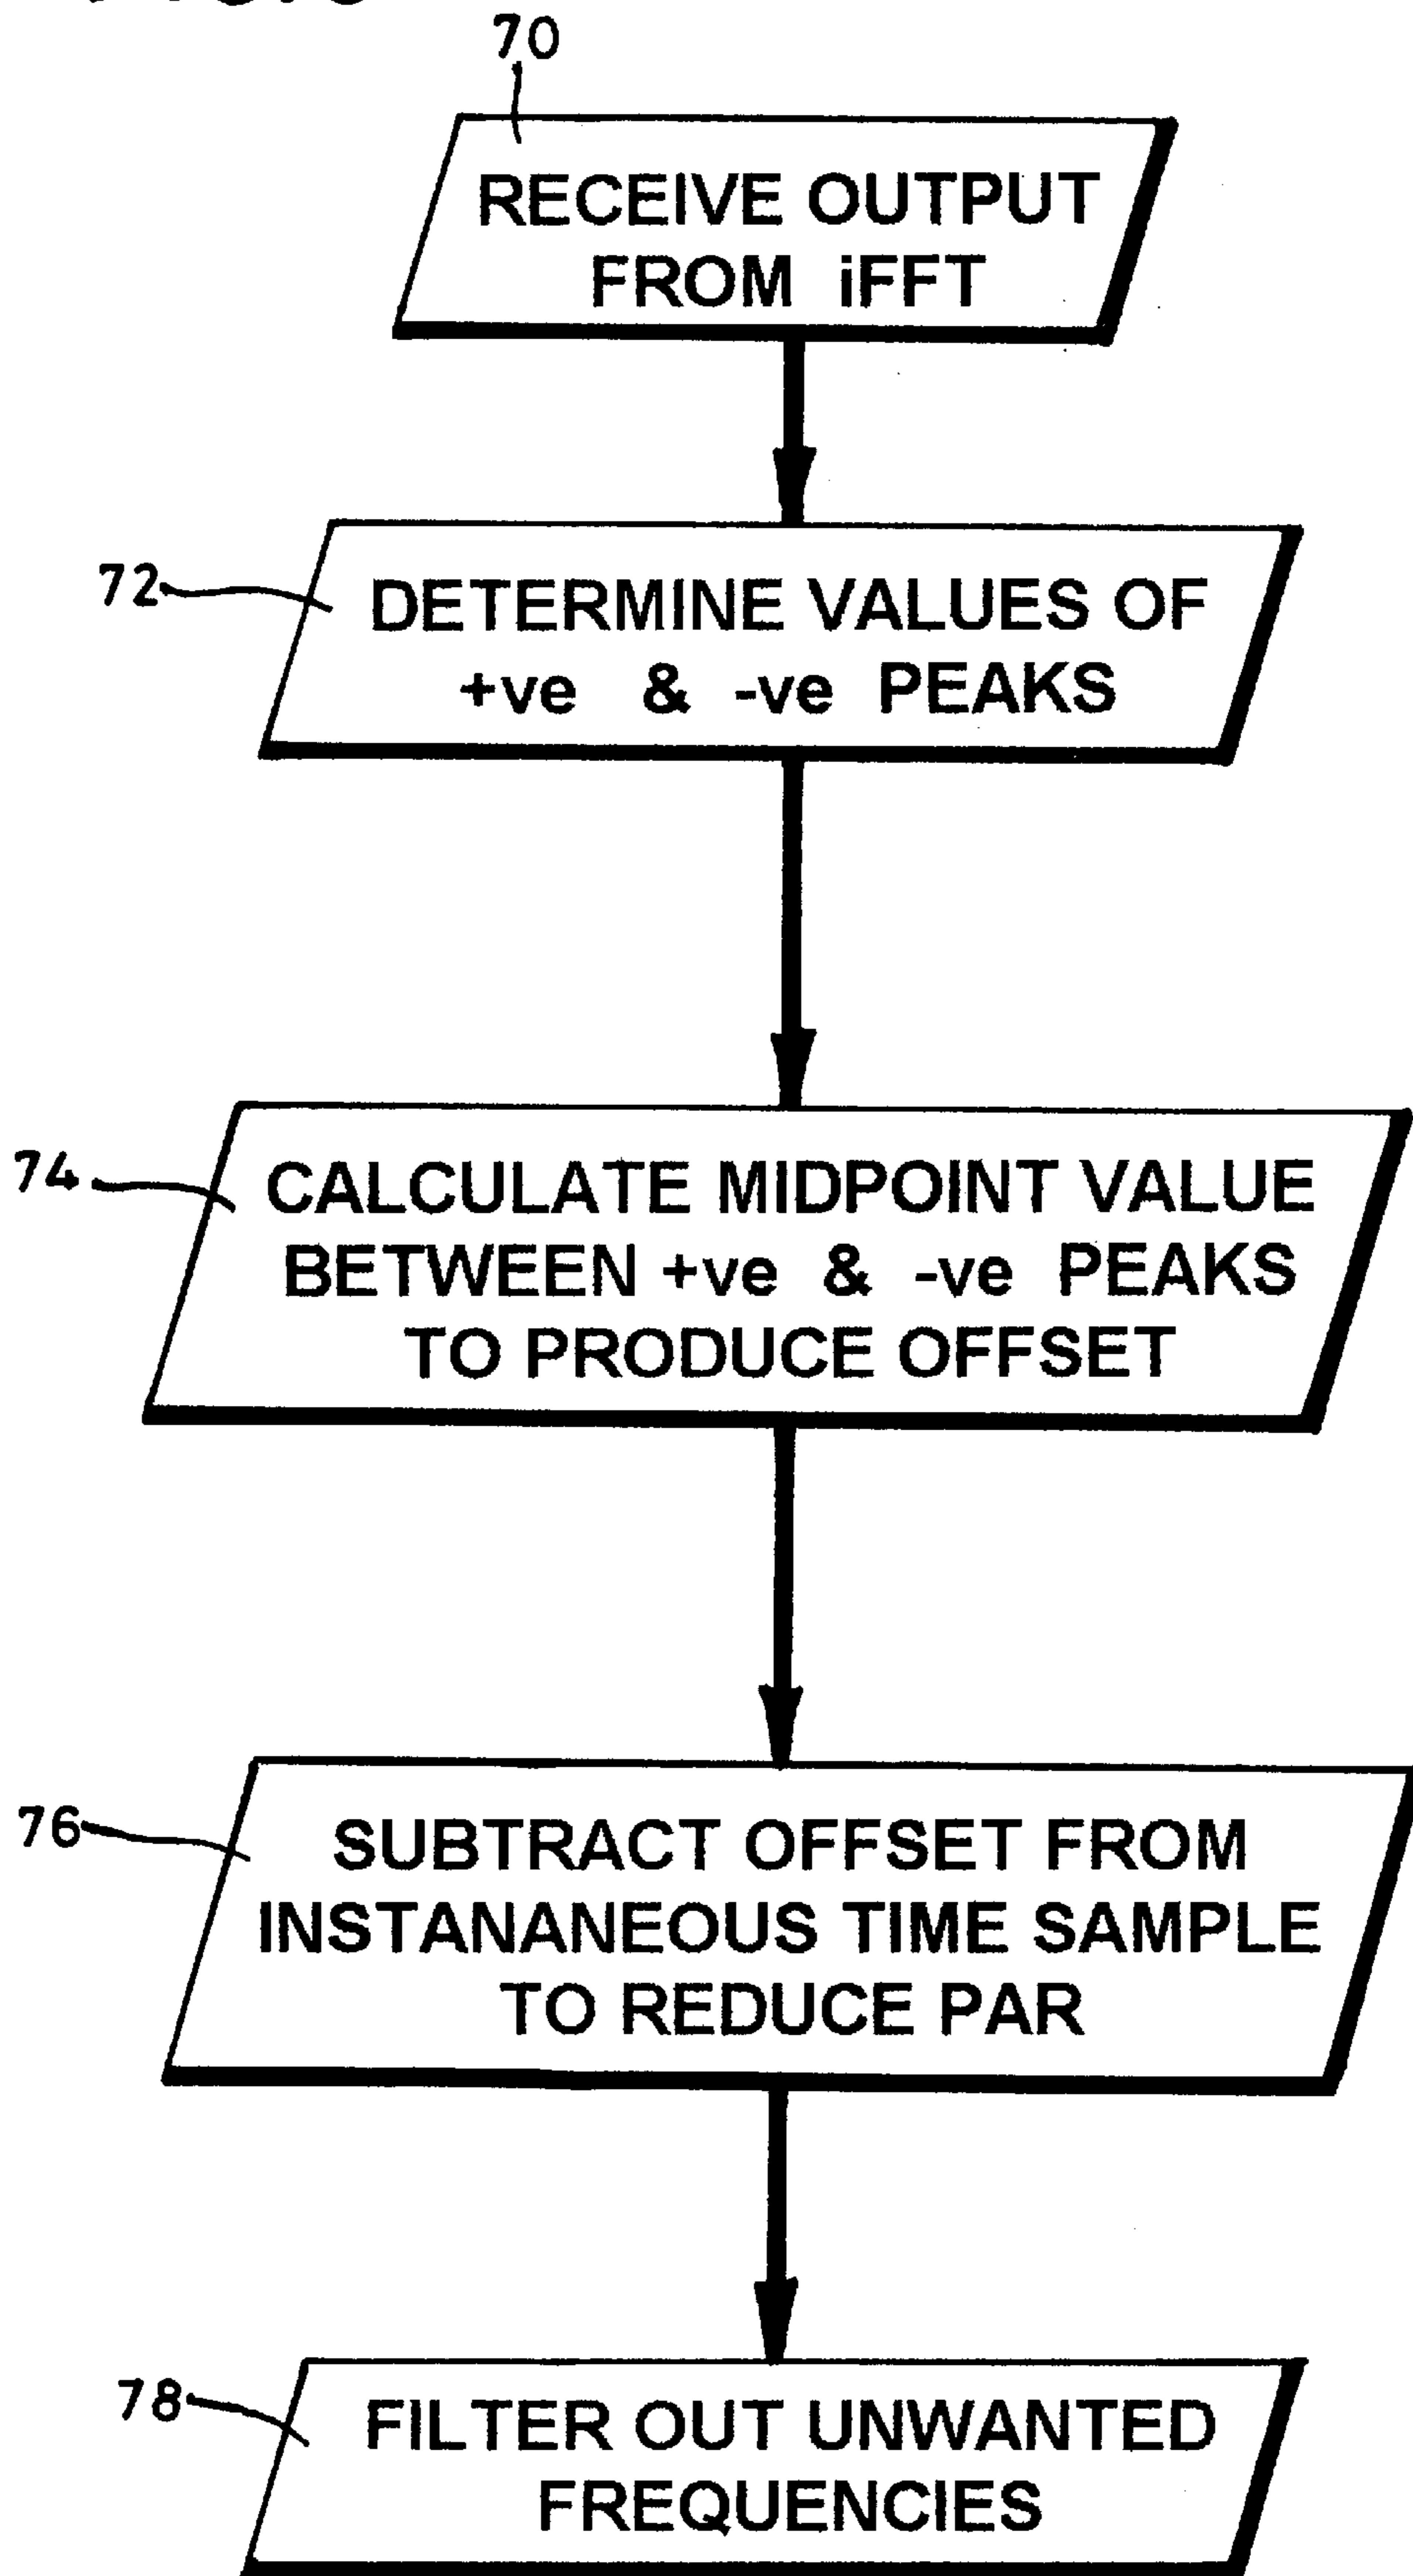 70
RECEIVE OUTPUT
FROM iFFT
72
DETERMINE VALUES OF
+ve & -ve PEAKS
74
CALCULATE MIDPOINT VALUE
BETWEEN +ve & -ve PEAKS
TO PRODUCE OFFSET
76
SUBTRACT OFFSET FROM
INSTANANEOUS TIME SAMPLE
TO REDUCE PAR
78
FILTER OUT UNWANTED
FREQUENCIES